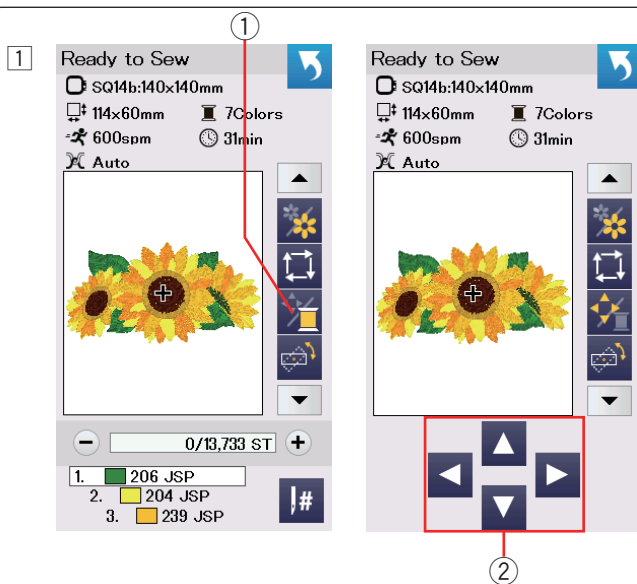 ①
1
Ready to Sew
SQ14b:140x140mm
114x60mm 7Colors
600spm 31min
Auto
0/13,733 ST
1. 206 JSP
2. 204 JSP
3. 239 JSP
#
Ready to Sew
SQ14b:140x140mm
114x60mm 7Colors
600spm 31min
Auto
②